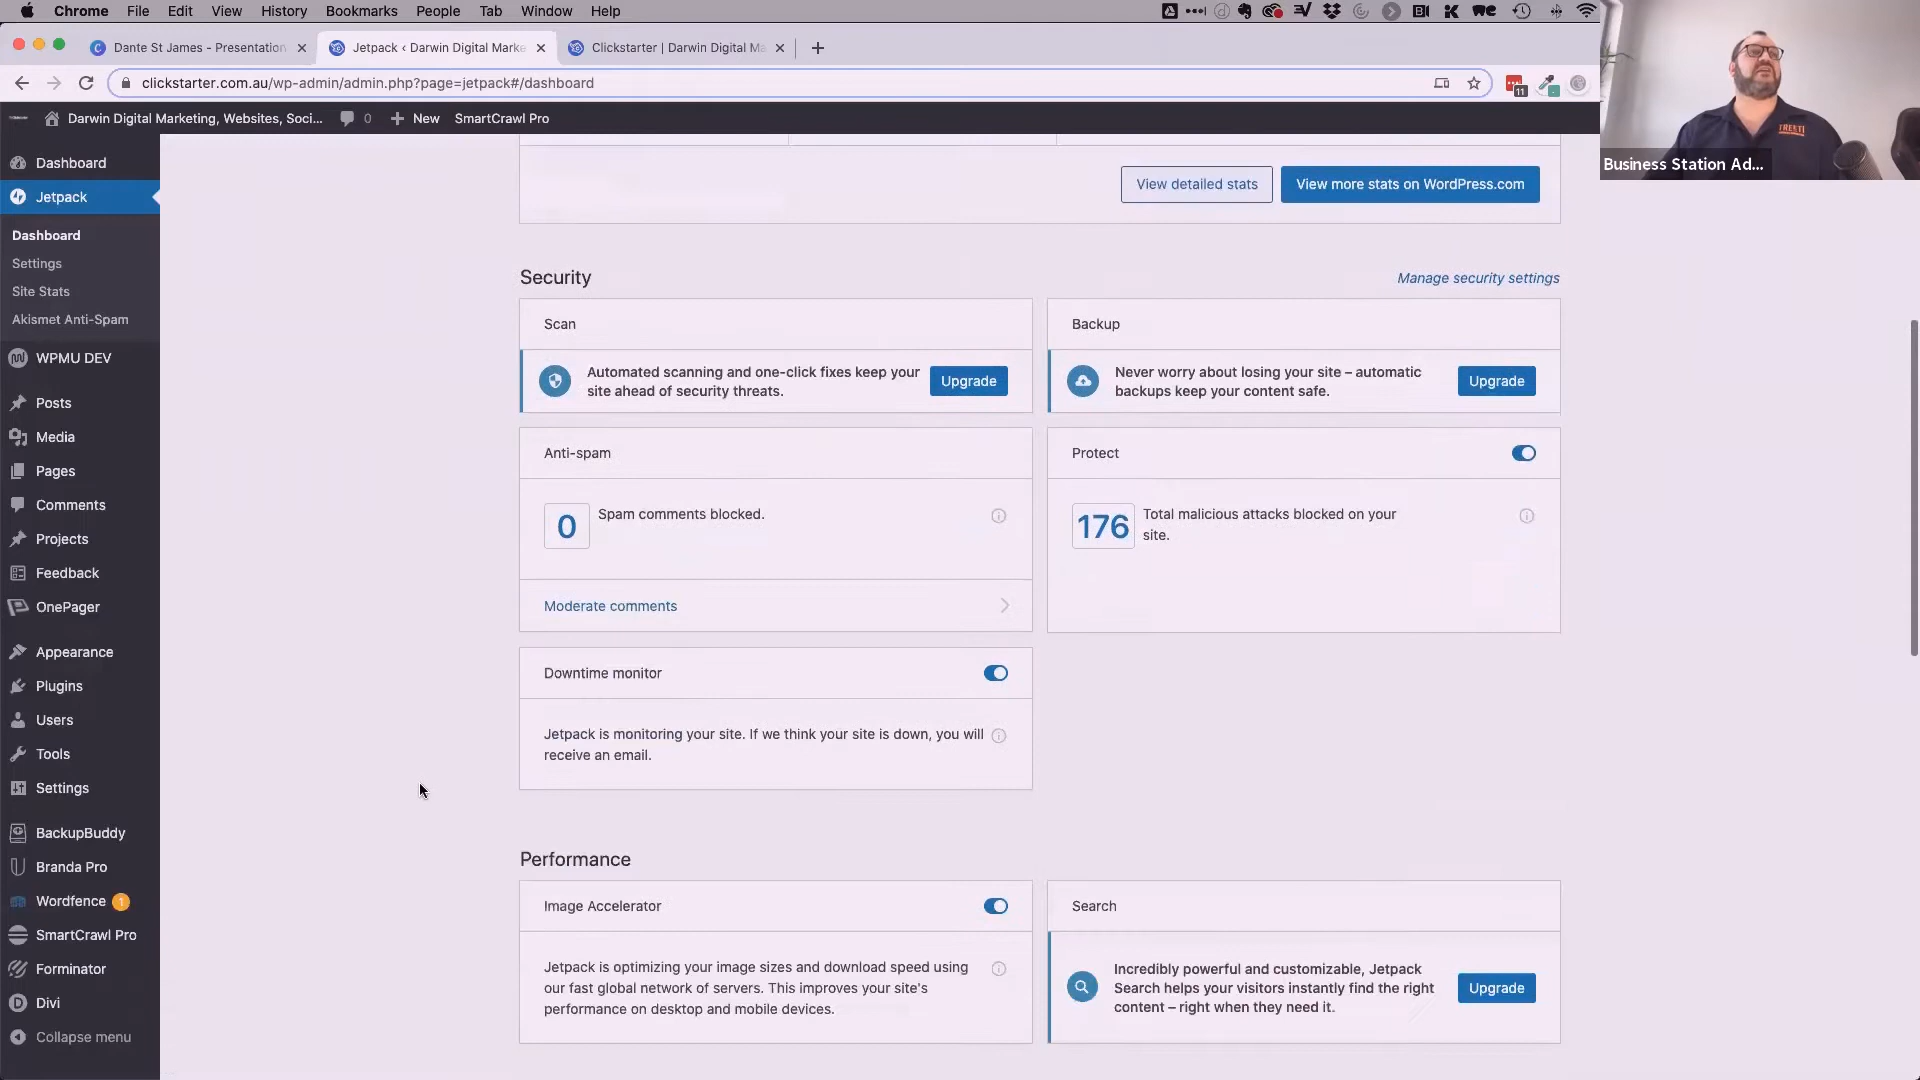 Chrome File Edit View History Bookmarks People Tab Window Help
Dante St James - Presentation
Jetpack ‹ Darwin Digital Marke
Clickstarter | Darwin Digital Ma
clickstarter.com.au/wp-admin/admin.php?page=jetpack#/dashboard
11
Darwin Digital Marketing, Websites, Soci... 0 New SmartCrawl Pro
TREETI
Business Station Ad...
Dashboard
Jetpack
Dashboard
Settings
Site Stats
Akismet Anti-Spam
WPMU DEV
Posts
Media
Pages
Comments
Projects
Feedback
OnePager
Appearance
Plugins
Users
Tools
Settings
BackupBuddy
Branda Pro
Wordfence 1
SmartCrawl Pro
Forminator
Divi
Collapse menu
View detailed stats
View more stats on WordPress.com
Security
Manage security settings
Scan
Automated scanning and one-click fixes keep your
site ahead of security threats.
Upgrade
Backup
Never worry about losing your site – automatic
backups keep your content safe.
Upgrade
Anti-spam
0 Spam comments blocked.
Moderate comments
Protect
176 Total malicious attacks blocked on your
site.
Downtime monitor
Jetpack is monitoring your site. If we think your site is down, you will
receive an email.
Performance
Image Accelerator
Jetpack is optimizing your image sizes and download speed using
our fast global network of servers. This improves your site's
performance on desktop and mobile devices.
Search
Incredibly powerful and customizable, Jetpack
Search helps your visitors instantly find the right
content – right when they need it.
Upgrade